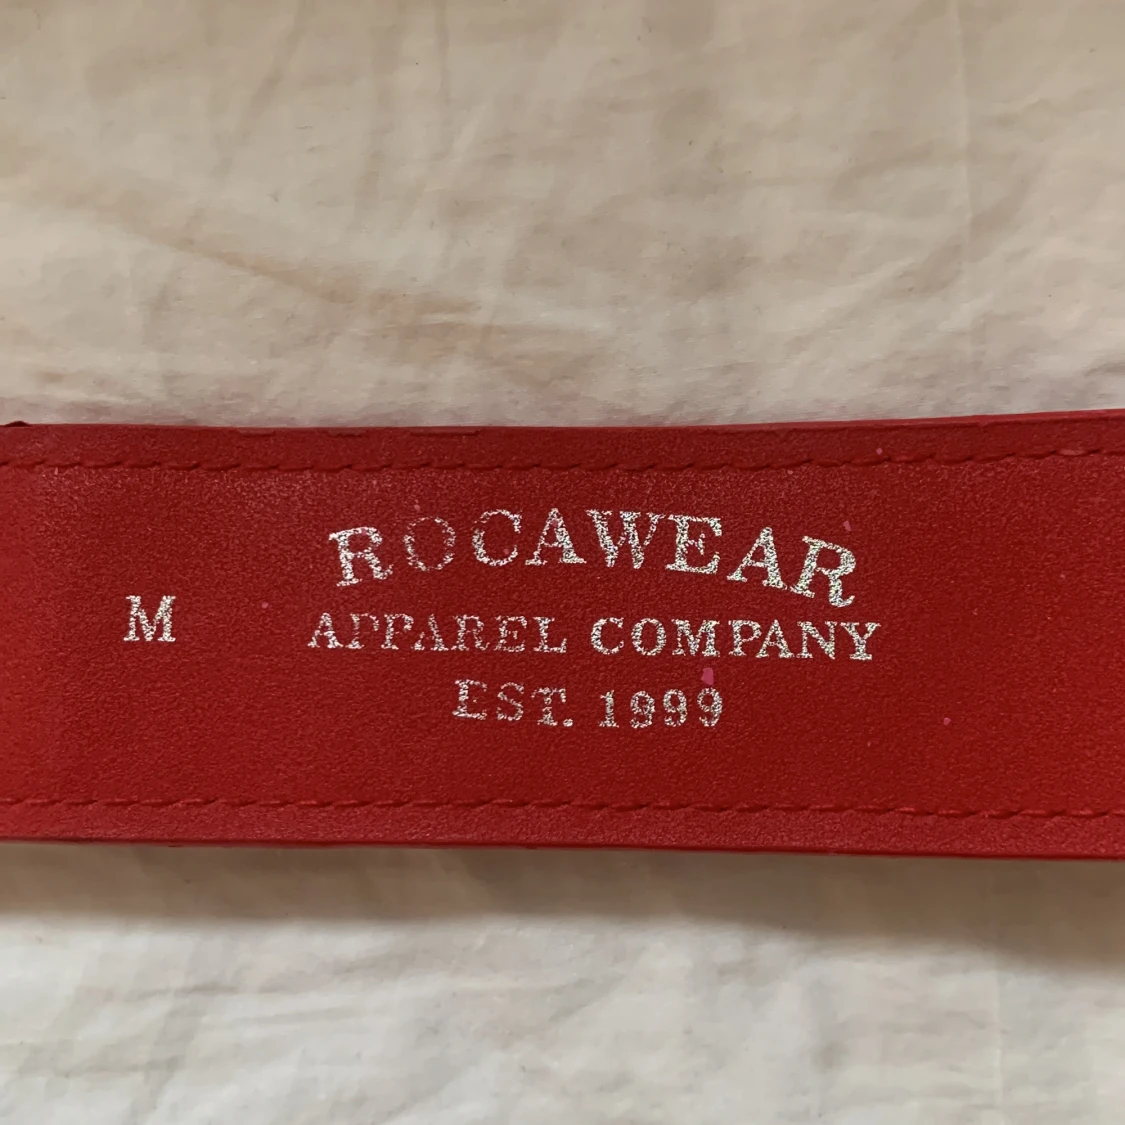 ROCAWEAR
M
APPAREL COMPANY
EST. 1999